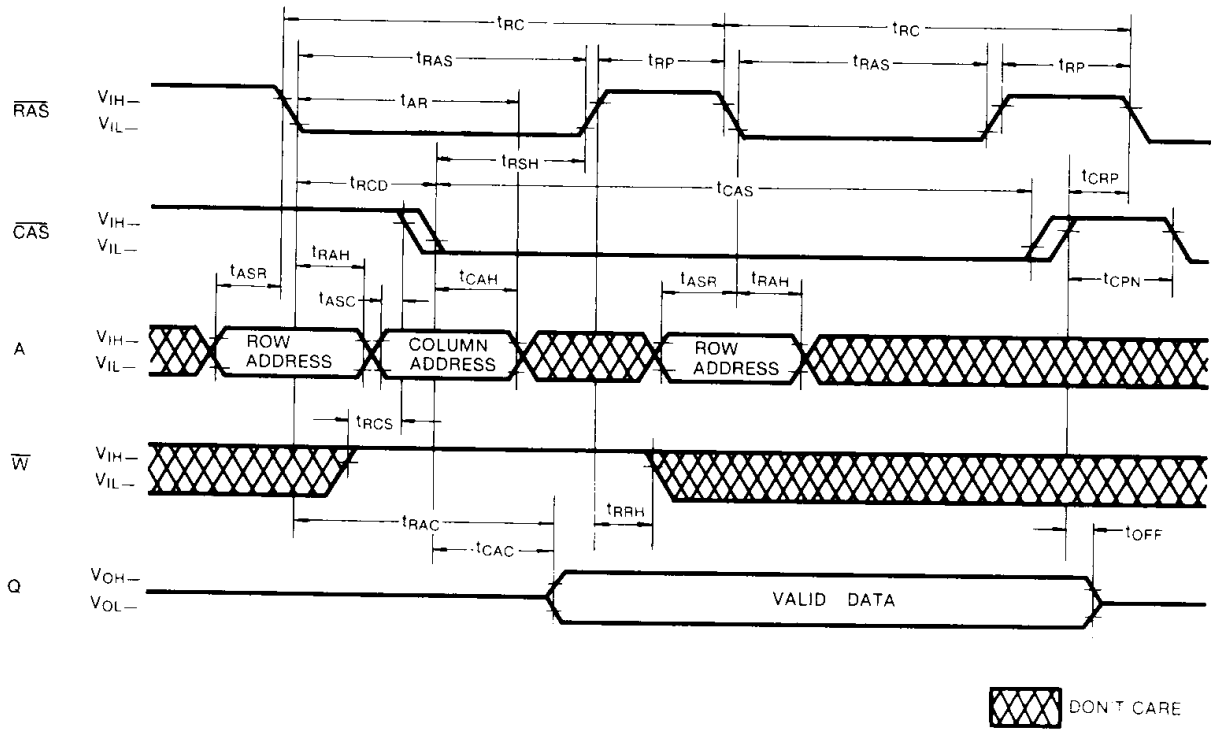 tRC tRC
tRAS tRP tRAS tRP
RAS VIH tAR
VIL
tRSH
tRCD tCAS tCRP
CAS VIH
VIL
tASR tRAH tASC tCAH tASR tRAH tCPN
A VIH ROW ADDRESS COLUMN ADDRESS ROW ADDRESS
VIL
tRCS
W VIH
VIL
tRAC tRRH tOFF
tCAC
Q VOH VALID DATA
VOL
DON'T CARE